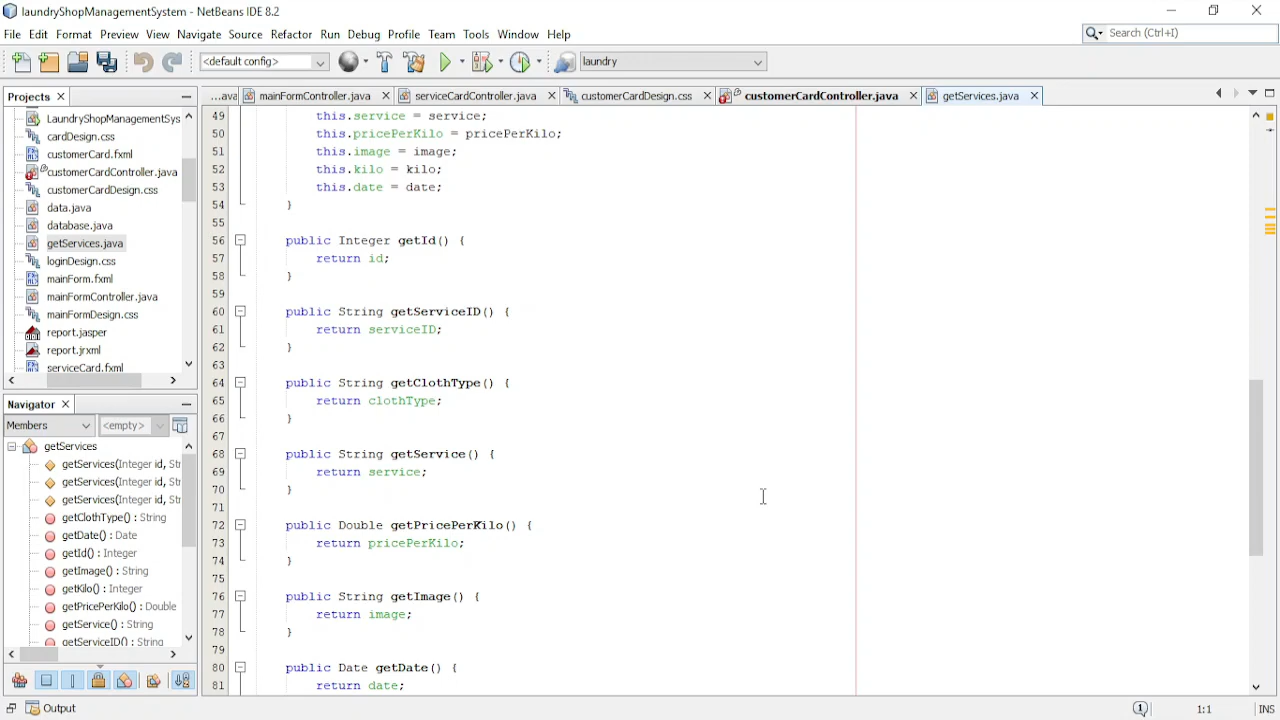 laundryShopManagementSystem - NetBeans IDE 8.2
File Edit Format Preview View Navigate Source Refactor Run Debug Profile Team Tools Window Help
Search (Ctrl+I)
<default config>
laundry
Projects
...ava
mainFormController.java
serviceCardController.java
customerCardDesign.css
customerCardController.java
getServices.java
LaundryShopManagementSys
cardDesign.css
customerCard.fxml
customerCardController.java
customerCardDesign.css
data.java
database.java
getServices.java
loginDesign.css
mainForm.fxml
mainFormController.java
mainFormDesign.css
report.jasper
report.jrxml
serviceCard.fxml
Navigator
Members
<empty>
getServices
getServices(Integer id, Str
getServices(Integer id, Str
getServices(Integer id, Str
getClothType() : String
getDate() : Date
getId() : Integer
getImage() : String
getKilo() : Integer
getPricePerKilo() : Double
getService() : String
getServiceID() : String
49 this.service = service;
50 this.pricePerKilo = pricePerKilo;
51 this.image = image;
52 this.kilo = kilo;
53 this.date = date;
54 }
55
56 public Integer getId() {
57 return id;
58 }
59
60 public String getServiceID() {
61 return serviceID;
62 }
63
64 public String getClothType() {
65 return clothType;
66 }
67
68 public String getService() {
69 return service;
70 }
71
72 public Double getPricePerKilo() {
73 return pricePerKilo;
74 }
75
76 public String getImage() {
77 return image;
78 }
79
80 public Date getDate() {
81 return date;
Output
1
1:1
INS